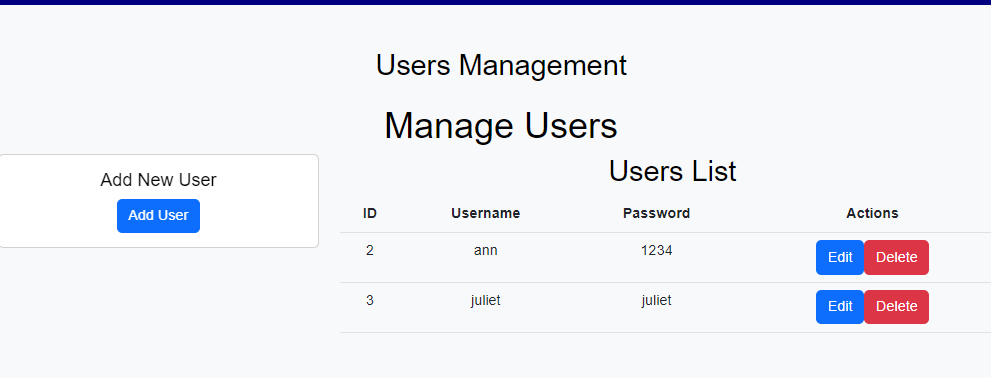 Users Management
Manage Users
Add New User
Add User
Users List
ID Username Password Actions
2 ann 1234 Edit Delete
3 juliet juliet Edit Delete